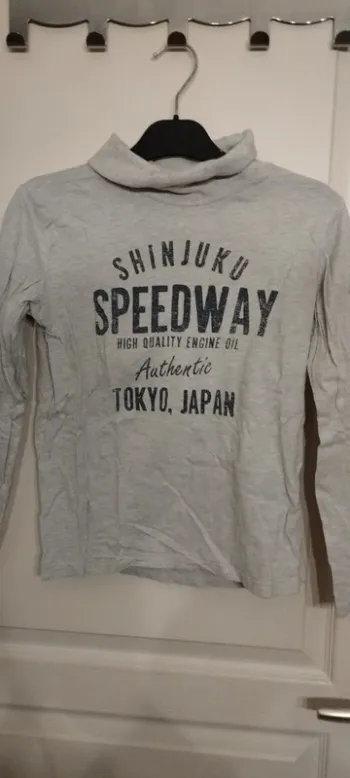 SHINJUKU
SPEEDWAY
HIGH QUALITY ENGINE OIL
Authentic
TOKYO, JAPAN